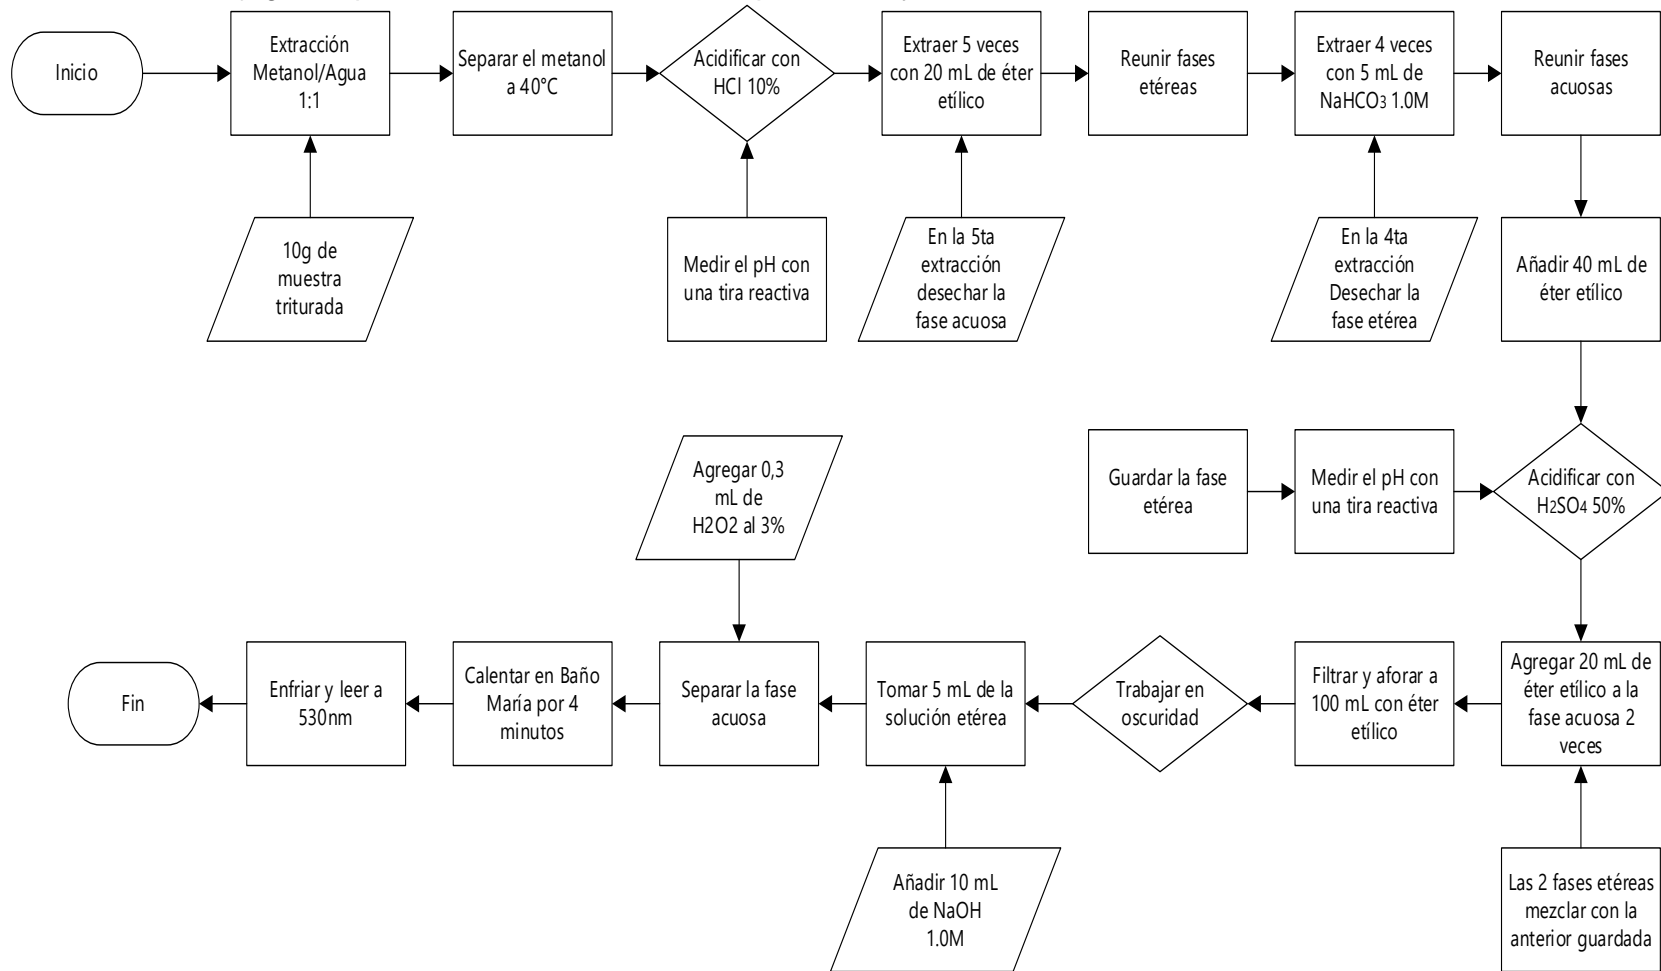 Inicio
Extracción
Metanol/Agua
1:1
Separar el metanol
a 40°C
Acidificar con
HCl 10%
Extraer 5 veces
con 20 mL de éter
etílico
Reunir fases
etéreas
Extraer 4 veces
con 5 mL de
NaHCO3 1.0M
Reunir fases
acuosas
10g de
muestra
triturada
Medir el pH con
una tira reactiva
En la 5ta
extracción
desechar la
fase acuosa
En la 4ta
extracción
Desechar la
fase etérea
Añadir 40 mL de
éter etílico
Agregar 0,3
mL de
H2O2 al 3%
Guardar la fase
etérea
Medir el pH con
una tira reactiva
Acidificar con
H2SO4 50%
Fin
Enfriar y leer a
530nm
Calentar en Baño
María por 4
minutos
Separar la fase
acuosa
Tomar 5 mL de la
solución etérea
Trabajar en
oscuridad
Filtrar y aforar a
100 mL con éter
etílico
Agregar 20 mL de
éter etílico a la
fase acuosa 2
veces
Añadir 10 mL
de NaOH
1.0M
Las 2 fases etéreas
mezclar con la
anterior guardada